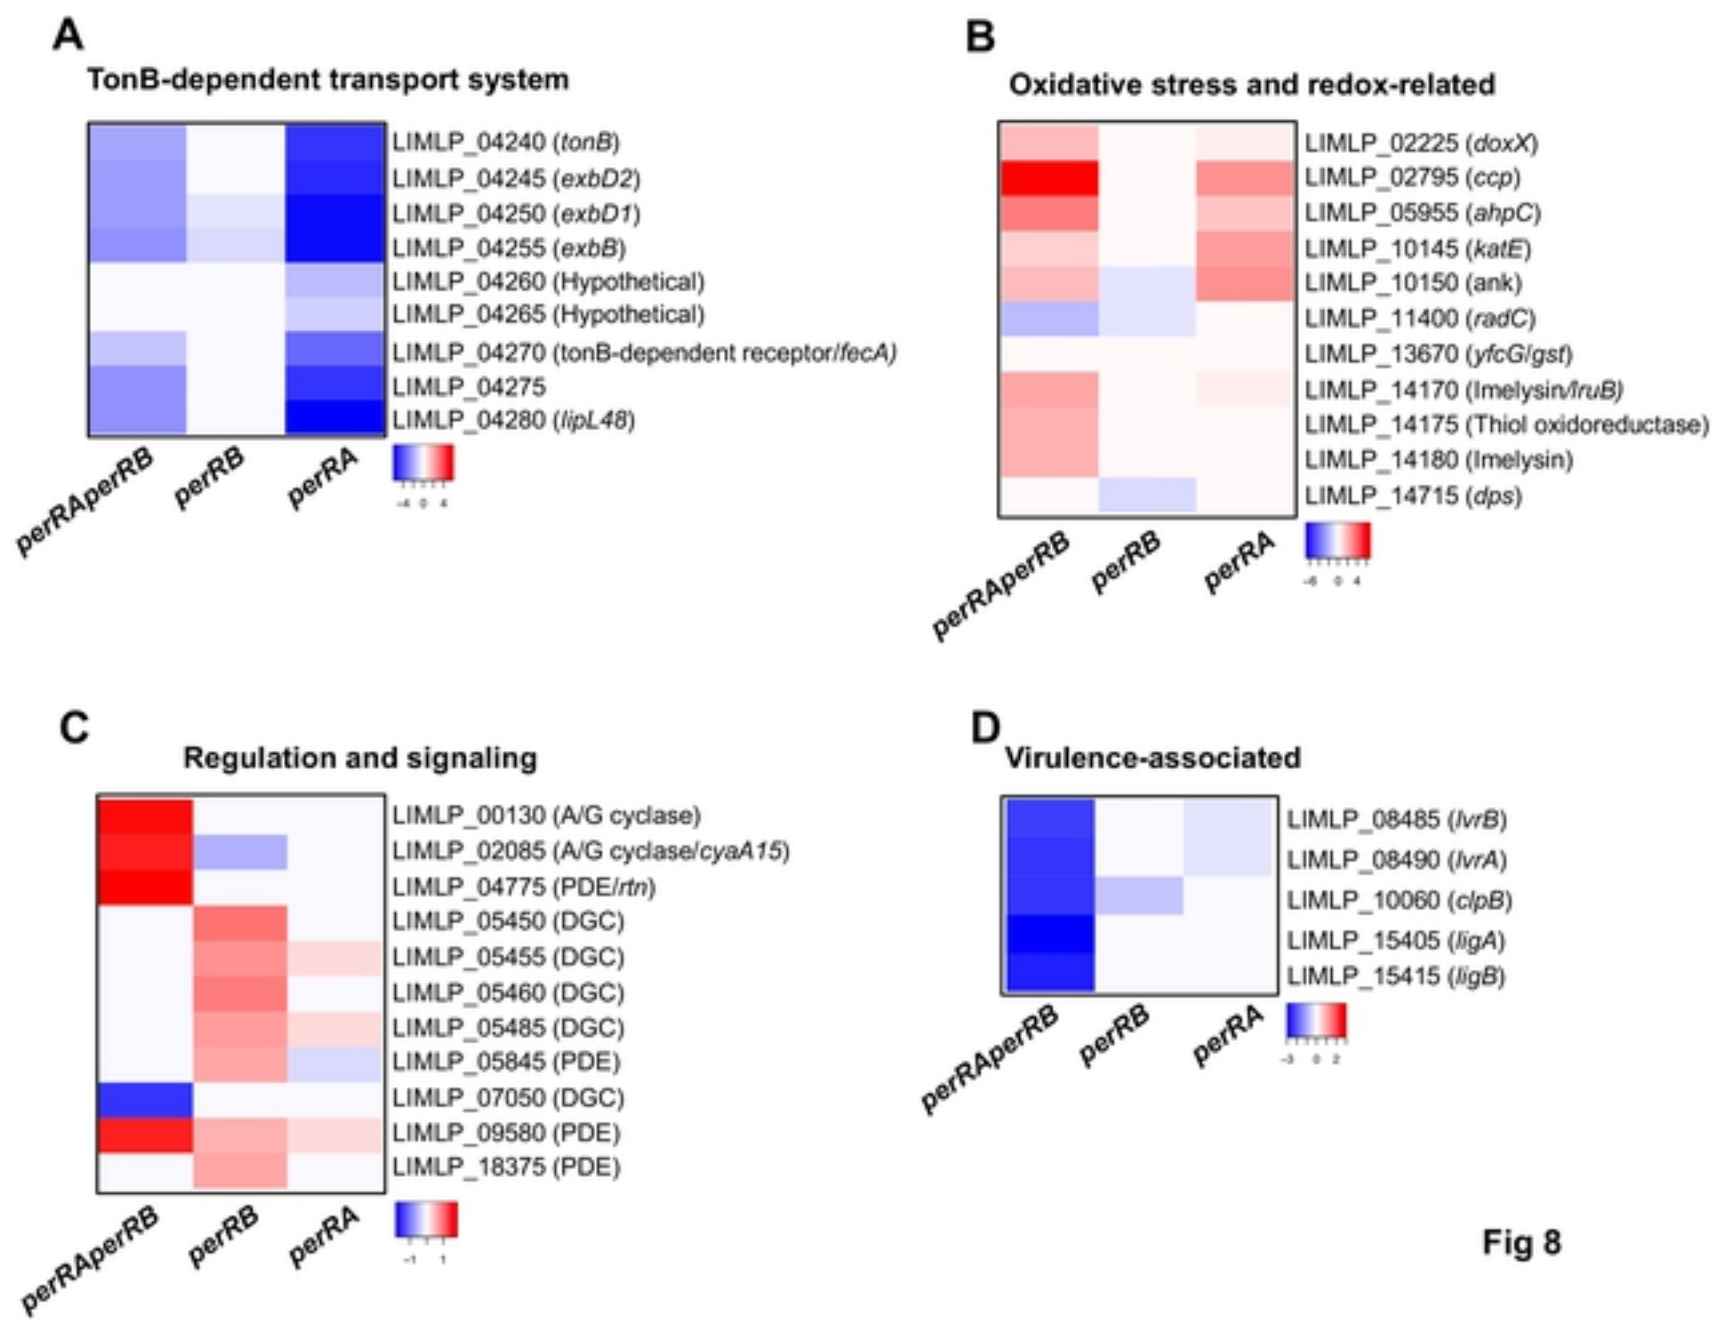 A
TonB-dependent transport system
LIMLP_04240 (tonB)
LIMLP_04245 (exbD2)
LIMLP_04250 (exbD1)
LIMLP_04255 (exbB)
LIMLP_04260 (Hypothetical)
LIMLP_04265 (Hypothetical)
LIMLP_04270 (tonB-dependent receptor/fecA)
LIMLP_04275
LIMLP_04280 (lipL48)
perRAperRB
perRB
perRA
-4 0 4
B
Oxidative stress and redox-related
LIMLP_02225 (doxX)
LIMLP_02795 (ccp)
LIMLP_05955 (ahpC)
LIMLP_10145 (katE)
LIMLP_10150 (ank)
LIMLP_11400 (radC)
LIMLP_13670 (yfcG/gst)
LIMLP_14170 (Imelysin/lruB)
LIMLP_14175 (Thiol oxidoreductase)
LIMLP_14180 (Imelysin)
LIMLP_14715 (dps)
perRAperRB
perRB
perRA
-6 0 4
C
Regulation and signaling
LIMLP_00130 (A/G cyclase)
LIMLP_02085 (A/G cyclase/cyaA15)
LIMLP_04775 (PDE/rtn)
LIMLP_05450 (DGC)
LIMLP_05455 (DGC)
LIMLP_05460 (DGC)
LIMLP_05485 (DGC)
LIMLP_05845 (PDE)
LIMLP_07050 (DGC)
LIMLP_09580 (PDE)
LIMLP_18375 (PDE)
perRAperRB
perRB
perRA
-1 1
D
Virulence-associated
LIMLP_08485 (lvrB)
LIMLP_08490 (lvrA)
LIMLP_10060 (clpB)
LIMLP_15405 (ligA)
LIMLP_15415 (ligB)
perRAperRB
perRB
perRA
-3 0 2
Fig 8